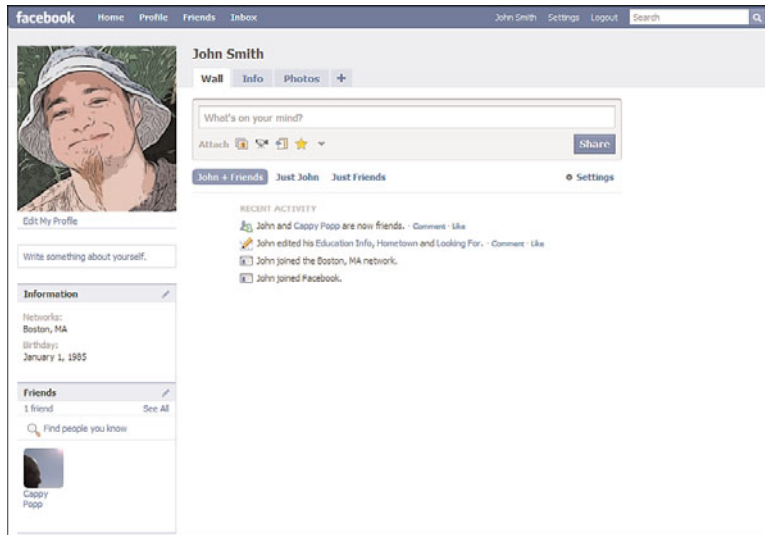 facebook Home Profile Friends Inbox John Smith Settings Logout Search
John Smith
Wall Info Photos +
What's on your mind?
Attach Share
John + Friends Just John Just Friends Settings
RECENT ACTIVITY
John and Cappy Popp are now friends. · Comment · Like
John edited his Education Info, Hometown and Looking For. · Comment · Like
John joined the Boston, MA network.
John joined Facebook.
Edit My Profile
Write something about yourself.
Information
Networks:
Boston, MA
Birthday:
January 1, 1985
Friends
1 friend See All
Find people you know
Cappy
Popp